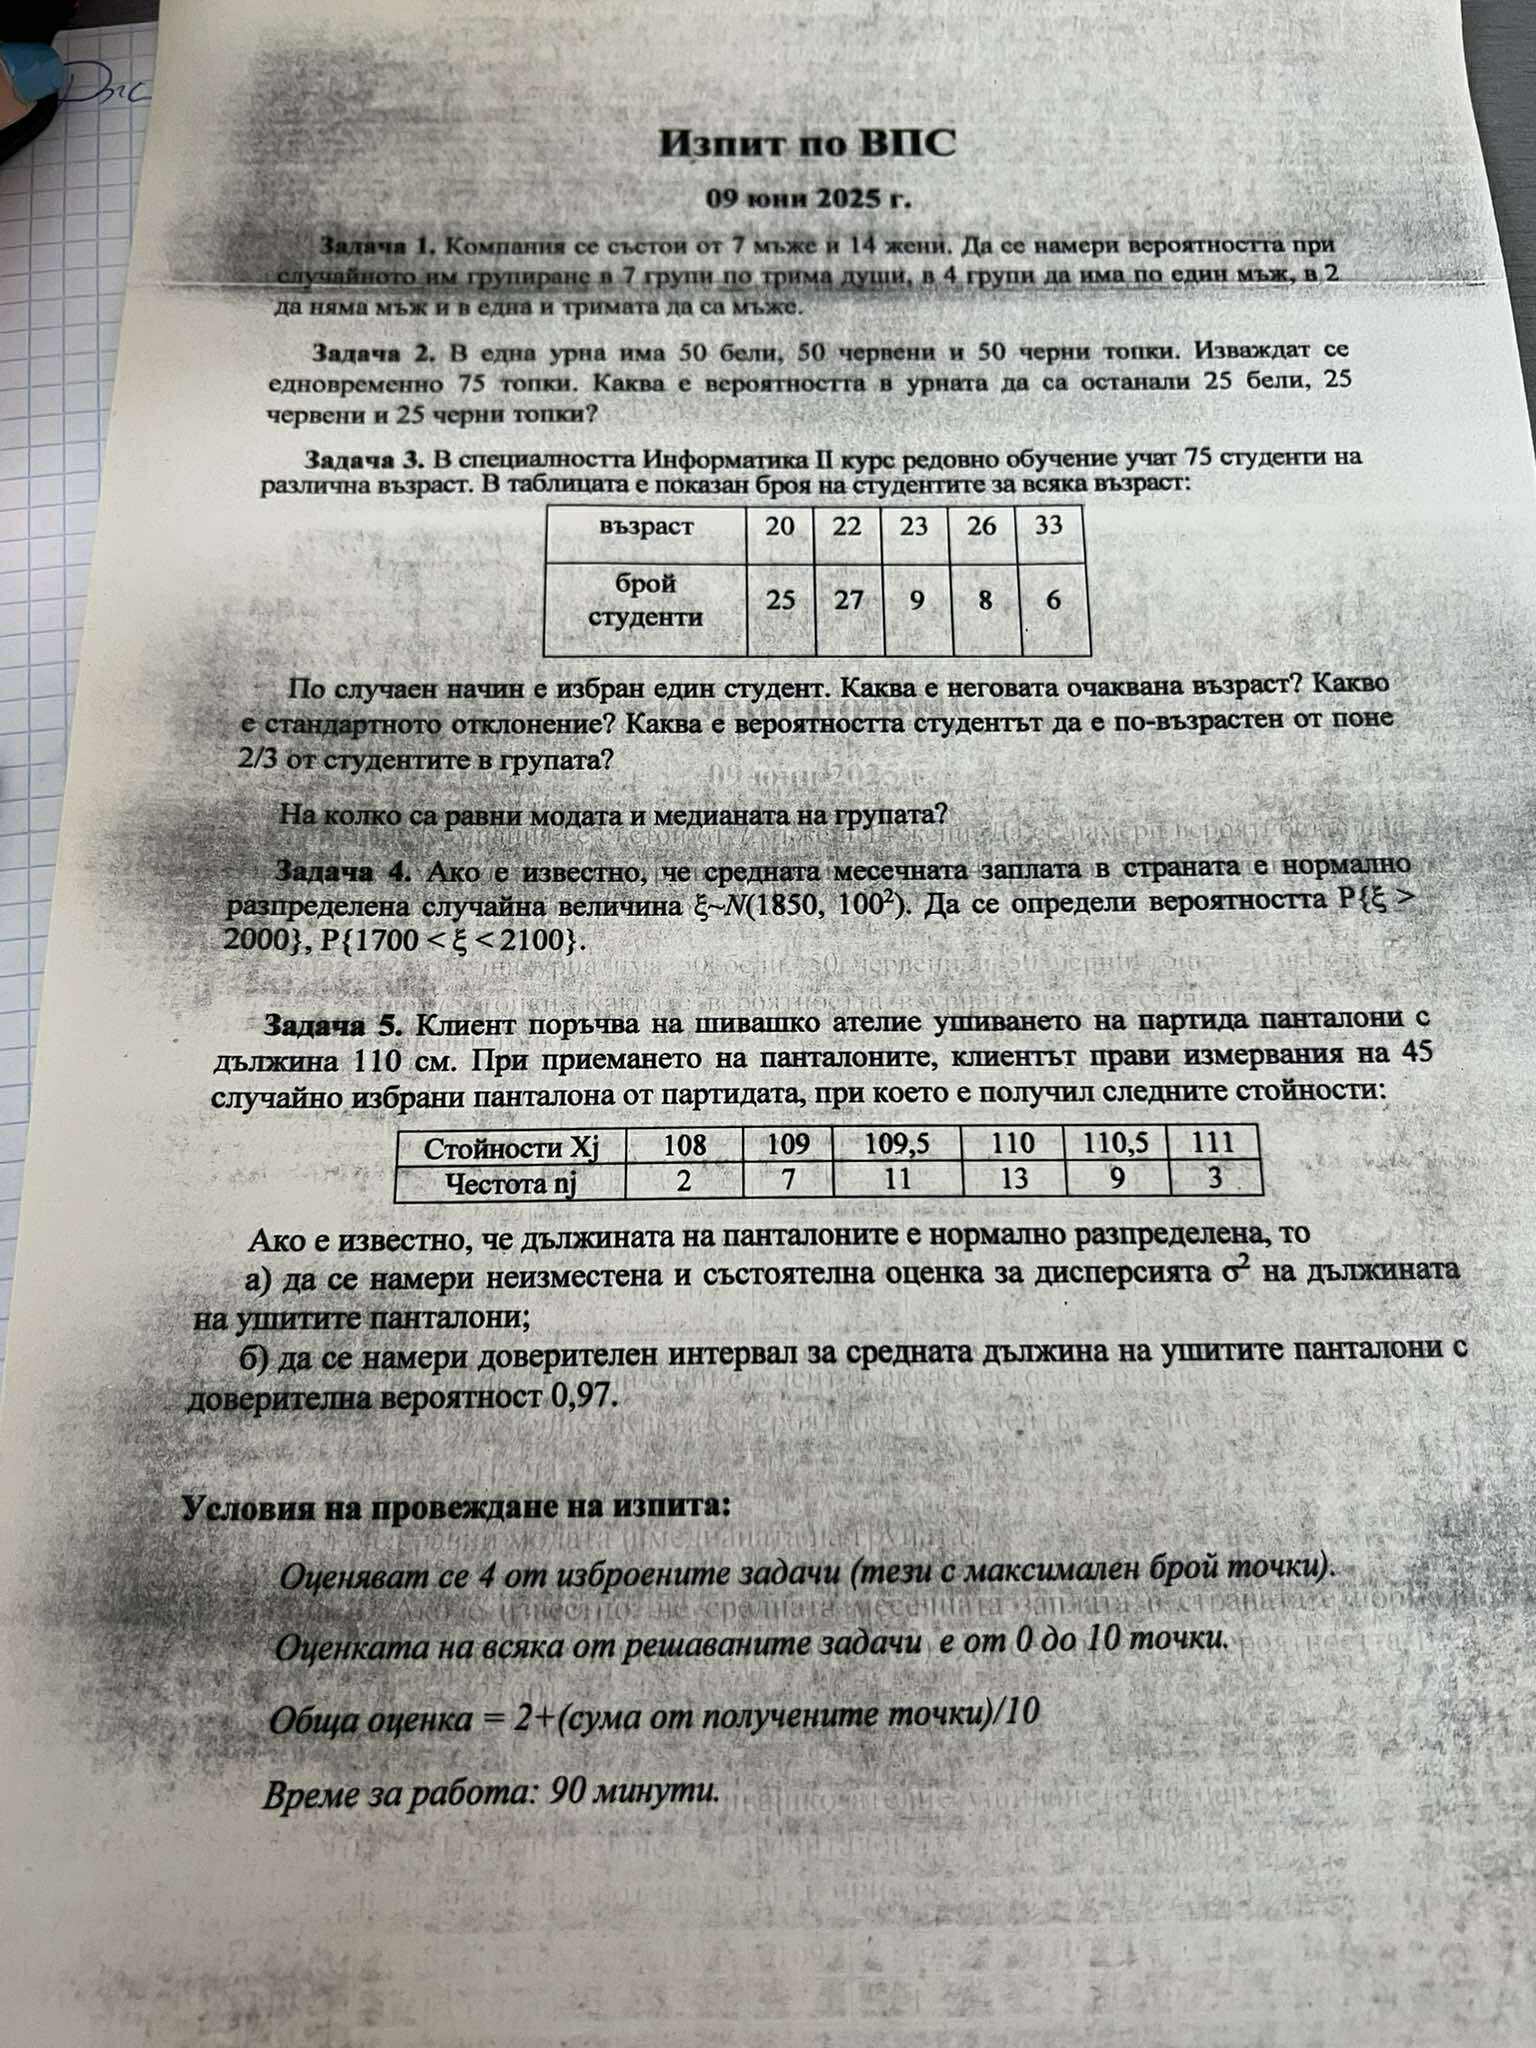 Изпит по ВПС
09 юни 2025 г.
Задача 1. Компания се състои от 7 мъже и 14 жени. Да се намери вероятността при
случайното им групиране в 7 групи по трима души, в 4 групи да има по един мъж, в 2
да няма мъж и в една и тримата да са мъже.
Задача 2. В една урна има 50 бели, 50 червени и 50 черни топки. Изваждат се
едновременно 75 топки. Каква е вероятността в урната да са останали 25 бели, 25
червени и 25 черни топки?
Задача 3. В специалността Информатика II курс редовно обучение учат 75 студенти на
различна възраст. В таблицата е показан броя на студентите за всяка възраст:
възраст 20 22 23 26 33
брой
студенти 25 27 9 8 6
По случаен начин е избран един студент. Каква е неговата очаквана възраст? Какво
е стандартното отклонение? Каква е вероятността студентът да е по-възрастен от поне
2/3 от студентите в групата?
На колко са равни модата и медианата на групата?
Задача 4. Ако е известно, че средната месечната заплата в страната е нормално
разпределена случайна величина ξ~N(1850, 100²). Да се определи вероятността P{ξ >
2000}, P{1700 < ξ < 2100}.
Задача 5. Клиент поръчва на шивашко ателие ушиването на партида панталони с
дължина 110 см. При приемането на панталоните, клиентът прави измервания на 45
случайно избрани панталона от партидата, при което е получил следните стойности:
Стойности Xj 108 109 109,5 110 110,5 111
Честота nj 2 7 11 13 9 3
Ако е известно, че дължината на панталоните е нормално разпределена, то
а) да се намери неизместена и състоятелна оценка за дисперсията σ² на дължината
на ушитите панталони;
б) да се намери доверителен интервал за средната дължина на ушитите панталони с
доверителна вероятност 0,97.
Условия на провеждане на изпита:
Оценяват се 4 от изброените задачи (тези с максимален брой точки).
Оценката на всяка от решаваните задачи е от 0 до 10 точки.
Обща оценка = 2+(сума от получените точки)/10
Време за работа: 90 минути.